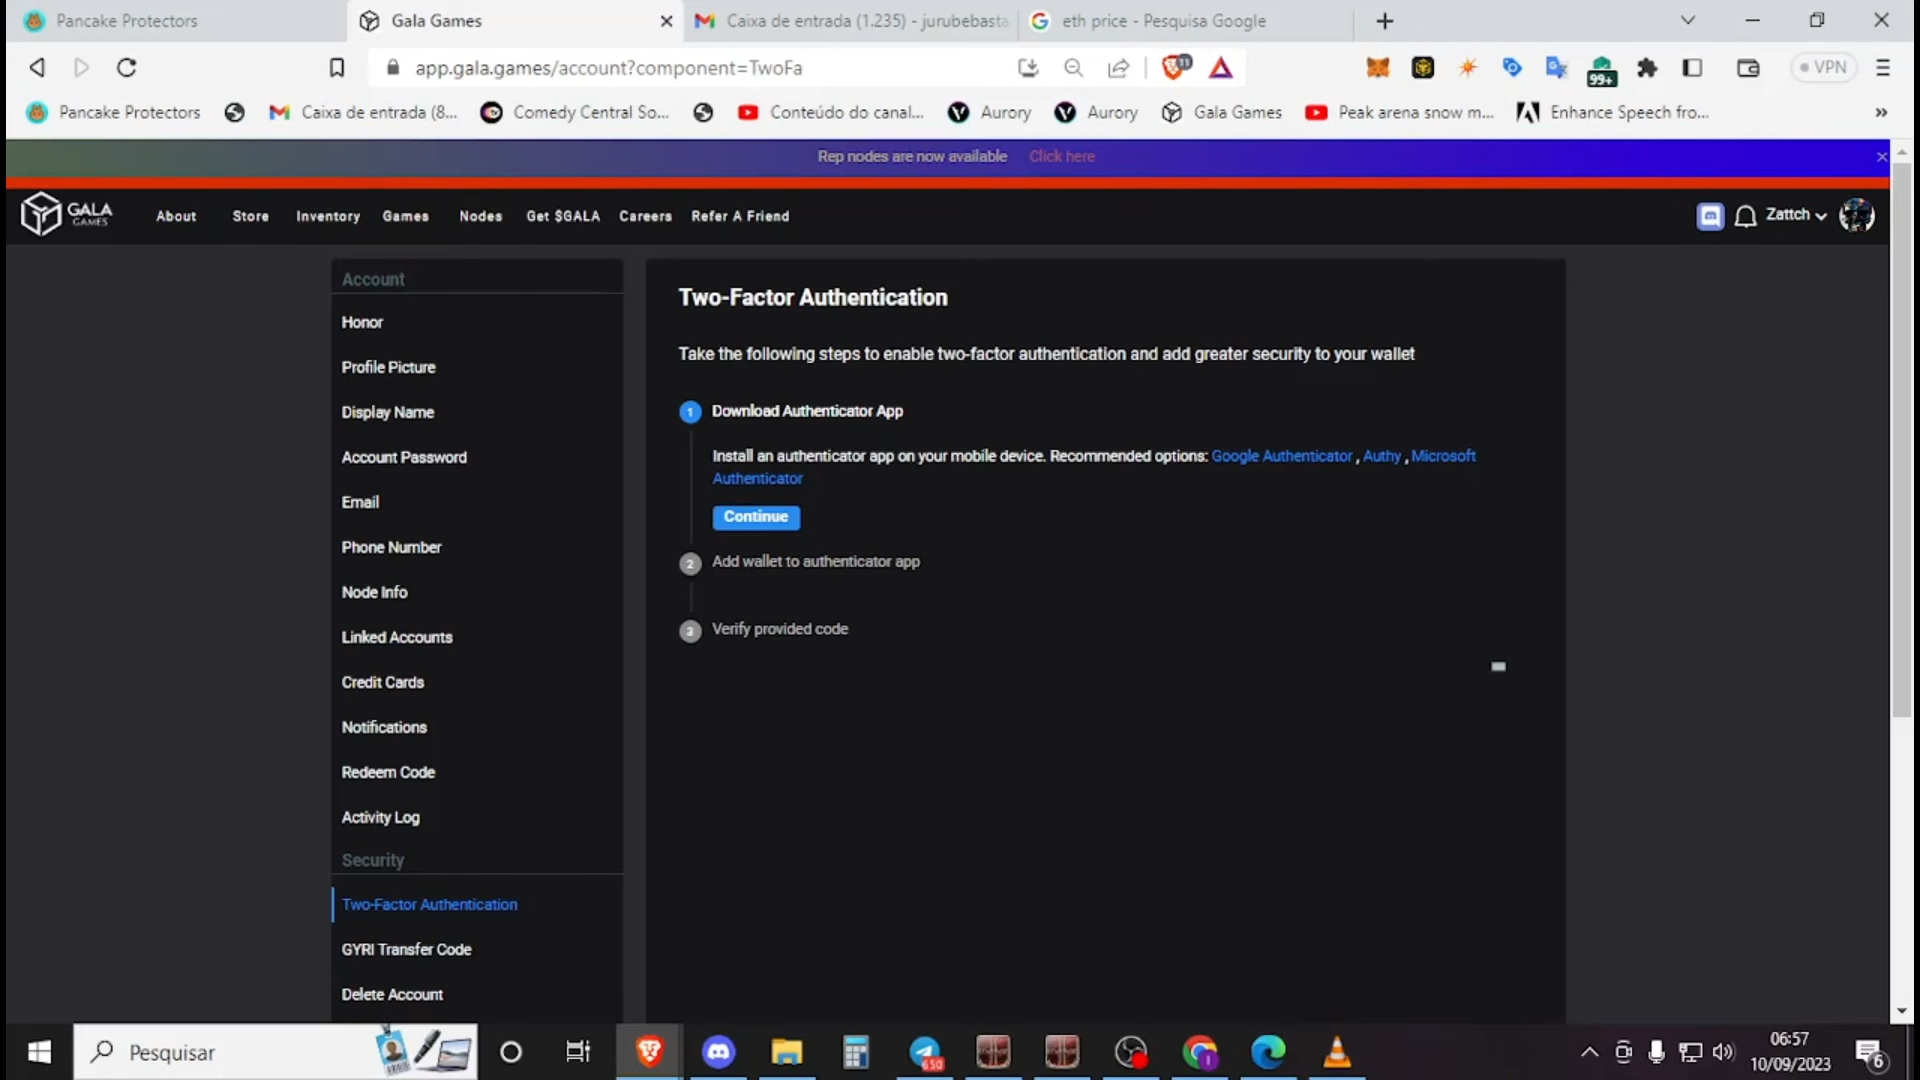 Pancake Protectors
Gala Games
Caixa de entrada (1.235) - jurubebasta
eth price - Pesquisa Google
app.gala.games/account?component=TwoFa
11
99+
VPN
Pancake Protectors
Caixa de entrada (8...
Comedy Central So...
Conteúdo do canal...
Aurory
Aurory
Gala Games
Peak arena snow m...
Enhance Speech fro...
Rep nodes are now available Click here
GALA
GAMES
About
Store
Inventory
Games
Nodes
Get $GALA
Careers
Refer A Friend
Zattch
Account
Honor
Profile Picture
Display Name
Account Password
Email
Phone Number
Node Info
Linked Accounts
Credit Cards
Notifications
Redeem Code
Activity Log
Security
Two-Factor Authentication
GYRI Transfer Code
Delete Account
Two-Factor Authentication
Take the following steps to enable two-factor authentication and add greater security to your wallet
1 Download Authenticator App
Install an authenticator app on your mobile device. Recommended options: Google Authenticator , Authy , Microsoft
Authenticator
Continue
2 Add wallet to authenticator app
3 Verify provided code
Pesquisar
650
06:57
10/09/2023
6